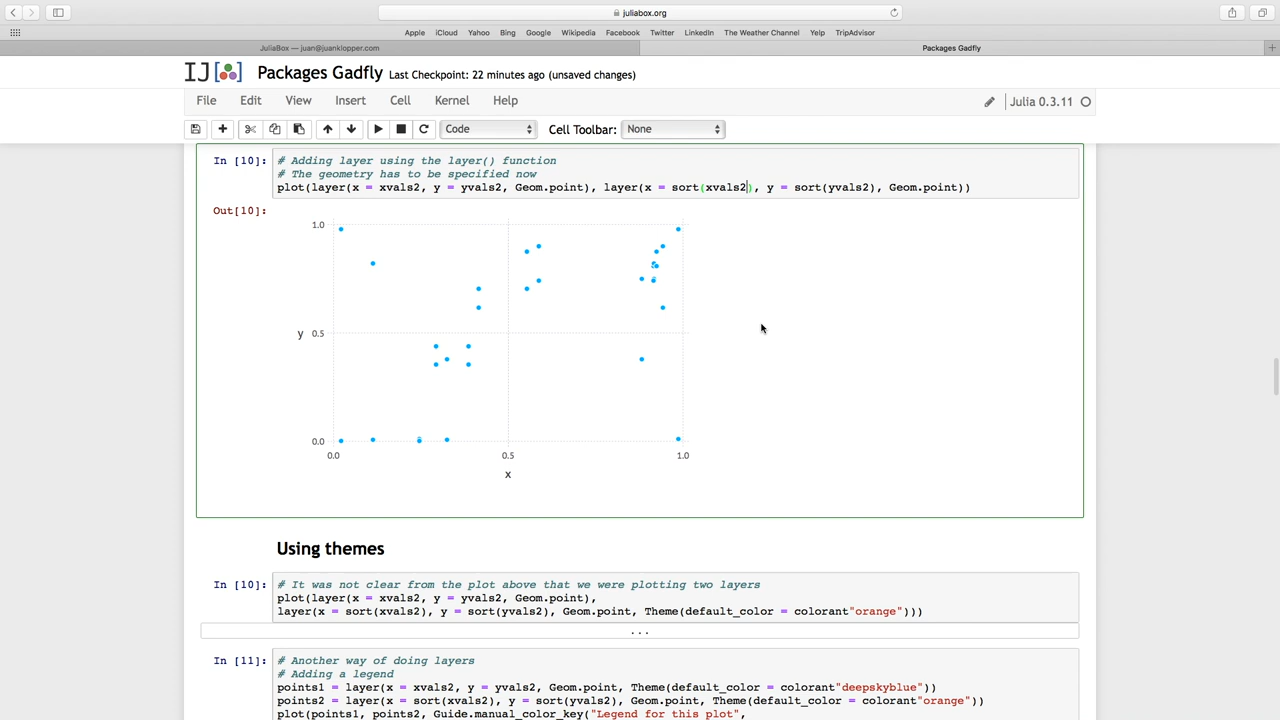 juliabox.org
Apple iCloud Yahoo Bing Google Wikipedia Facebook Twitter LinkedIn The Weather Channel Yelp TripAdvisor
JuliaBox — juan@juanklopper.com
Packages Gadfly
IJ[ ] Packages Gadfly Last Checkpoint: 22 minutes ago (unsaved changes)
File Edit View Insert Cell Kernel Help Julia 0.3.11
Code Cell Toolbar: None
In [10]: # Adding layer using the layer() function
# The geometry has to be specified now
plot(layer(x = xvals2, y = yvals2, Geom.point), layer(x = sort(xvals2), y = sort(yvals2), Geom.point))
Out[10]:
1.0
y 0.5
0.0
0.0 0.5 1.0
x
Using themes
In [10]: # It was not clear from the plot above that we were plotting two layers
plot(layer(x = xvals2, y = yvals2, Geom.point),
layer(x = sort(xvals2), y = sort(yvals2), Geom.point, Theme(default_color = colorant"orange")))
...
In [11]: # Another way of doing layers
# Adding a legend
points1 = layer(x = xvals2, y = yvals2, Geom.point, Theme(default_color = colorant"deepskyblue"))
points2 = layer(x = sort(xvals2), y = sort(yvals2), Geom.point, Theme(default_color = colorant"orange"))
plot(points1, points2, Guide.manual_color_key("Legend for this plot",